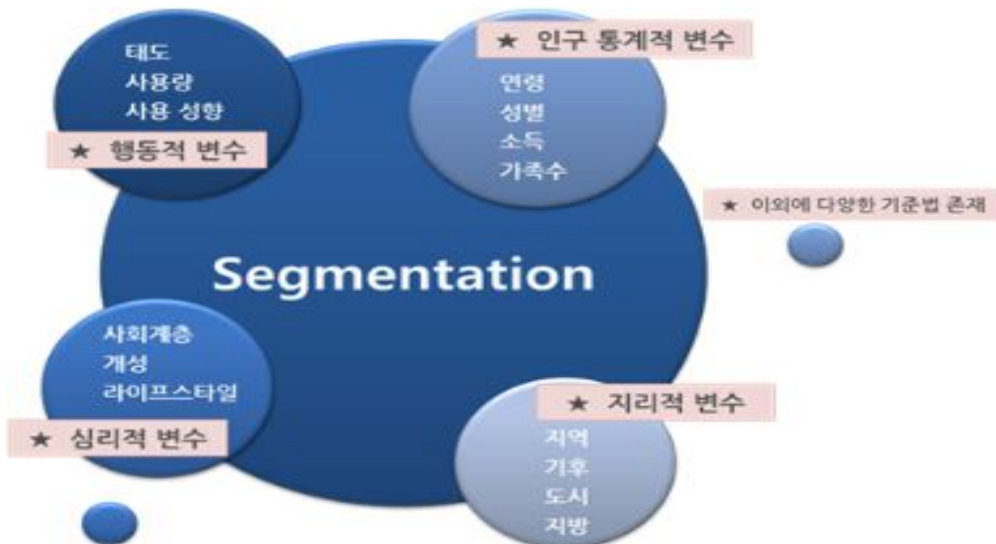 태도
사용량
사용 성향
★ 행동적 변수
★ 인구 통계적 변수
연령
성별
소득
가족수
★ 이외에 다양한 기준법 존재
Segmentation
사회계층
개성
라이프스타일
★ 심리적 변수
★ 지리적 변수
지역
기후
도시
지방